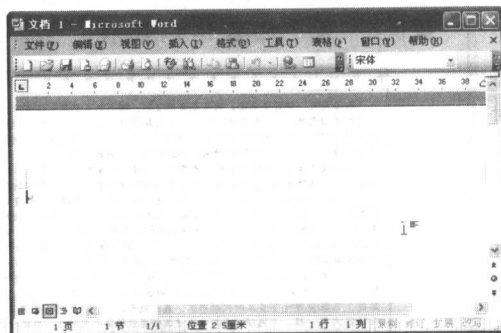 文档 1 - Microsoft Word
文件(F) 编辑(E) 视图(V) 插入(I) 格式(O) 工具(T) 表格(A) 窗口(W) 帮助(H)
宋体
2 4 6 8 10 12 14 16 18 20 22 24 26 28 30 32 34 36 38
1 页 1 节 1/1 位置 2.5厘米 1 行 1 列 录制 修订 扩展 改写